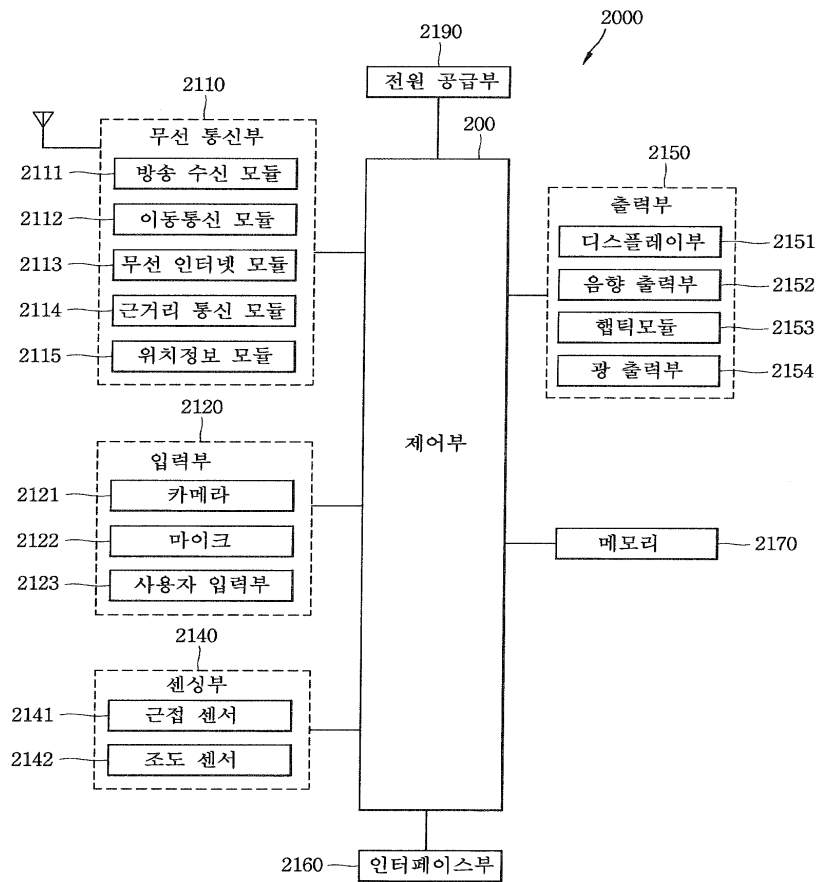 2000
2190
전원 공급부
2110
무선 통신부
2111 방송 수신 모듈
2112 이동통신 모듈
2113 무선 인터넷 모듈
2114 근거리 통신 모듈
2115 위치정보 모듈
2120
입력부
2121 카메라
2122 마이크
2123 사용자 입력부
2140
센싱부
2141 근접 센서
2142 조도 센서
200
제어부
2150
출력부
디스플레이부 2151
음향 출력부 2152
햅틱모듈 2153
광 출력부 2154
메모리 2170
2160 인터페이스부